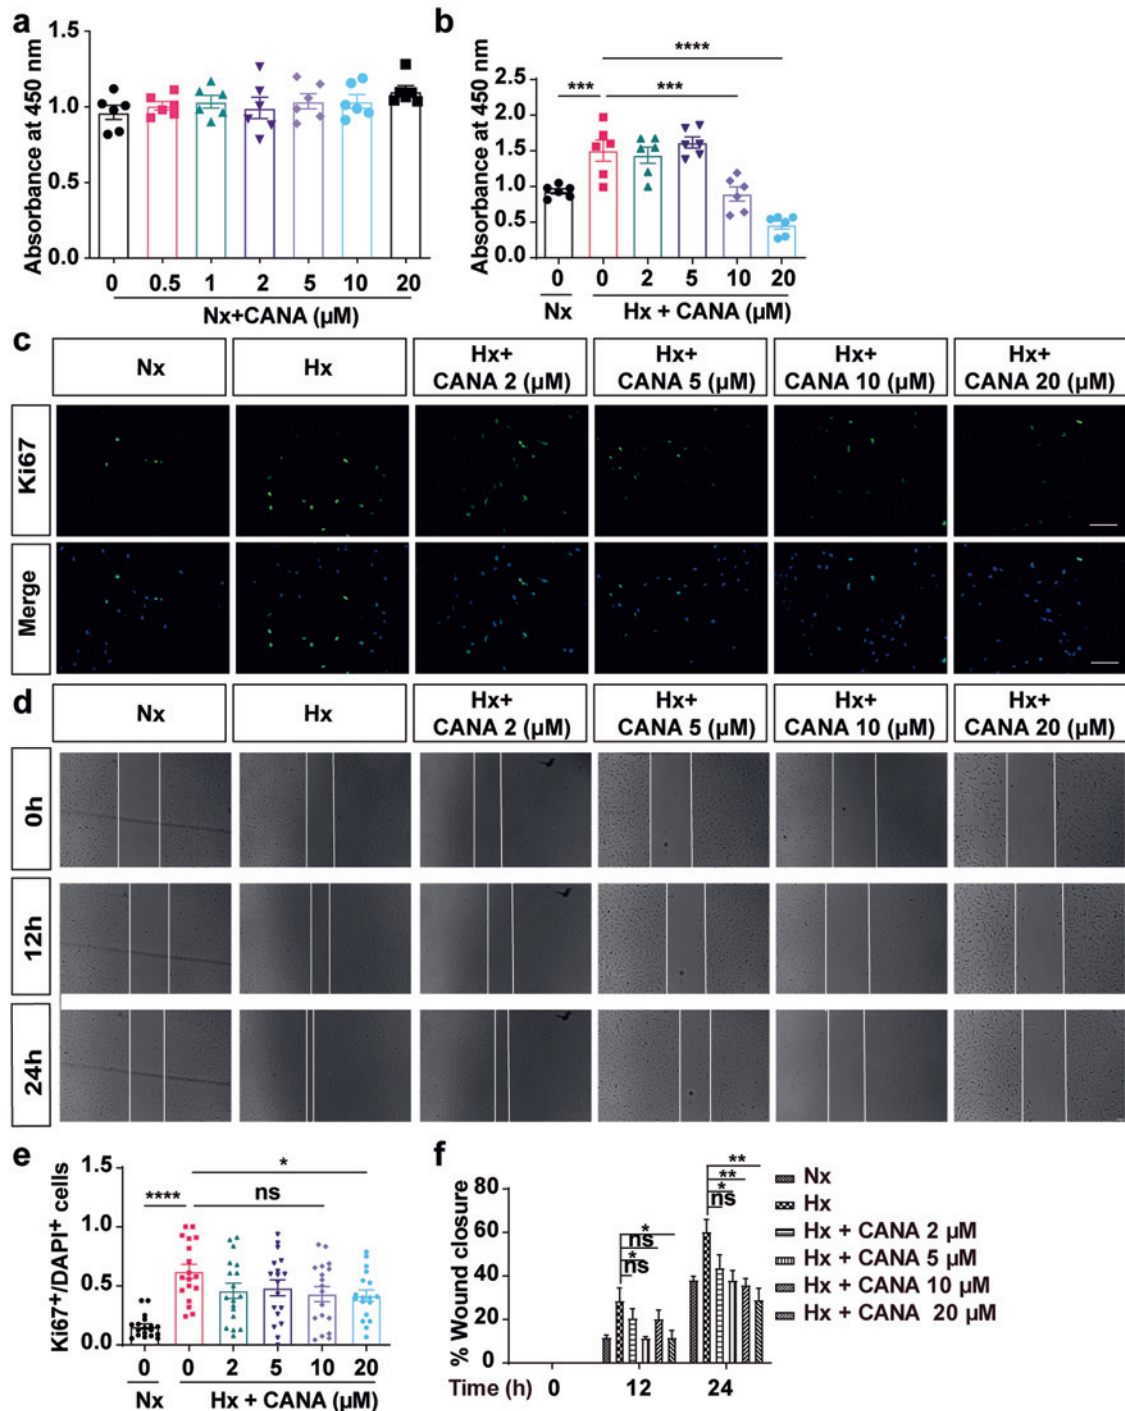 a
Absorbance at 450 nm
1.5
1.0
0.5
0.0
0 0.5 1 2 5 10 20
Nx+CANA (µM)
b
Absorbance at 450 nm
2.5
2.0
1.5
1.0
0.5
0.0
****
*** ***
0 0 2 5 10 20
Nx Hx + CANA (µM)
c
Nx
Hx
Hx+
CANA 2 (µM)
Hx+
CANA 5 (µM)
Hx+
CANA 10 (µM)
Hx+
CANA 20 (µM)
Ki67
Merge
d
Nx
Hx
Hx+
CANA 2 (µM)
Hx+
CANA 5 (µM)
Hx+
CANA 10 (µM)
Hx+
CANA 20 (µM)
0h
12h
24h
e
Ki67⁺/DAPI⁺ cells
1.5
1.0
0.5
0.0
*
****
ns
0 0 2 5 10 20
Nx Hx + CANA (µM)
f
% Wound closure
80
60
40
20
0
*
ns
*
ns
**
**
*
ns
Time (h) 0 12 24
Nx
Hx
Hx + CANA 2 µM
Hx + CANA 5 µM
Hx + CANA 10 µM
Hx + CANA 20 µM